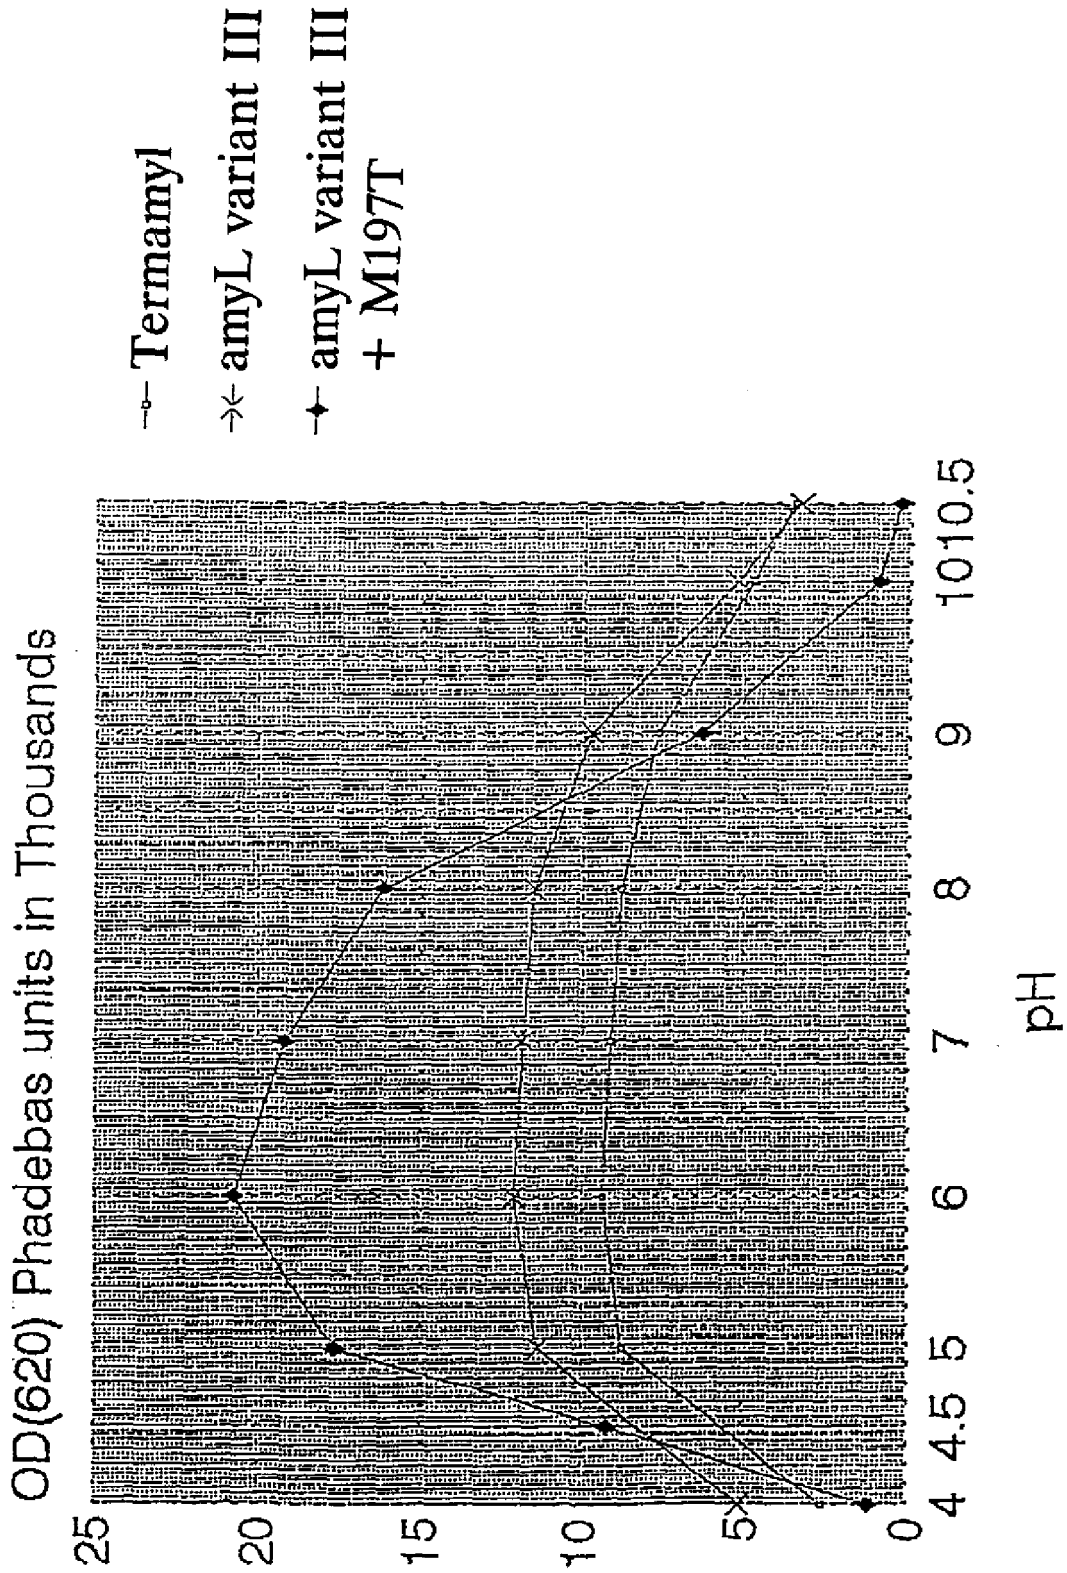 OD(620) Phadebas units in Thousands
25
20
15
10
5
0
4 4.5 5 6 7 8 9 10 10.5
pH
Termamyl
amyL variant III
amyL variant III
+ M197T